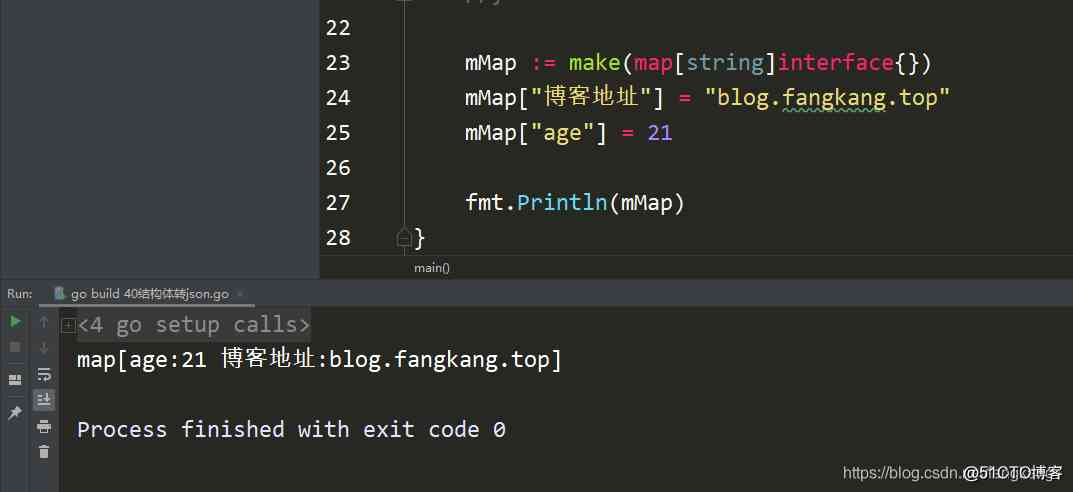 22
23 mMap := make(map[string]interface{})
24 mMap["博客地址"] = "blog.fangkang.top"
25 mMap["age"] = 21
26
27 fmt.Println(mMap)
28 }
main()
Run: go build 40结构体转json.go ×
<4 go setup calls>
map[age:21 博客地址:blog.fangkang.top]
Process finished with exit code 0
https://blog.csdn.n
@51CTO博客